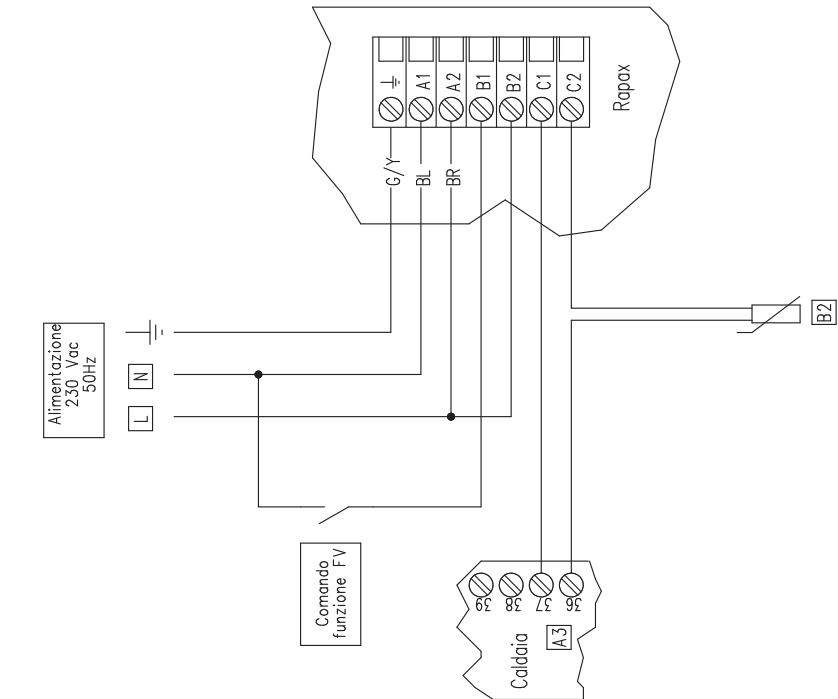 A1
A2
B1
B2
C1
C2
Rapax
G/Y
BL
BR
Alimentazione
230 Vac
50Hz
N
L
B2
Comando
funzione FV
39
38
37
36
Caldaia
A3